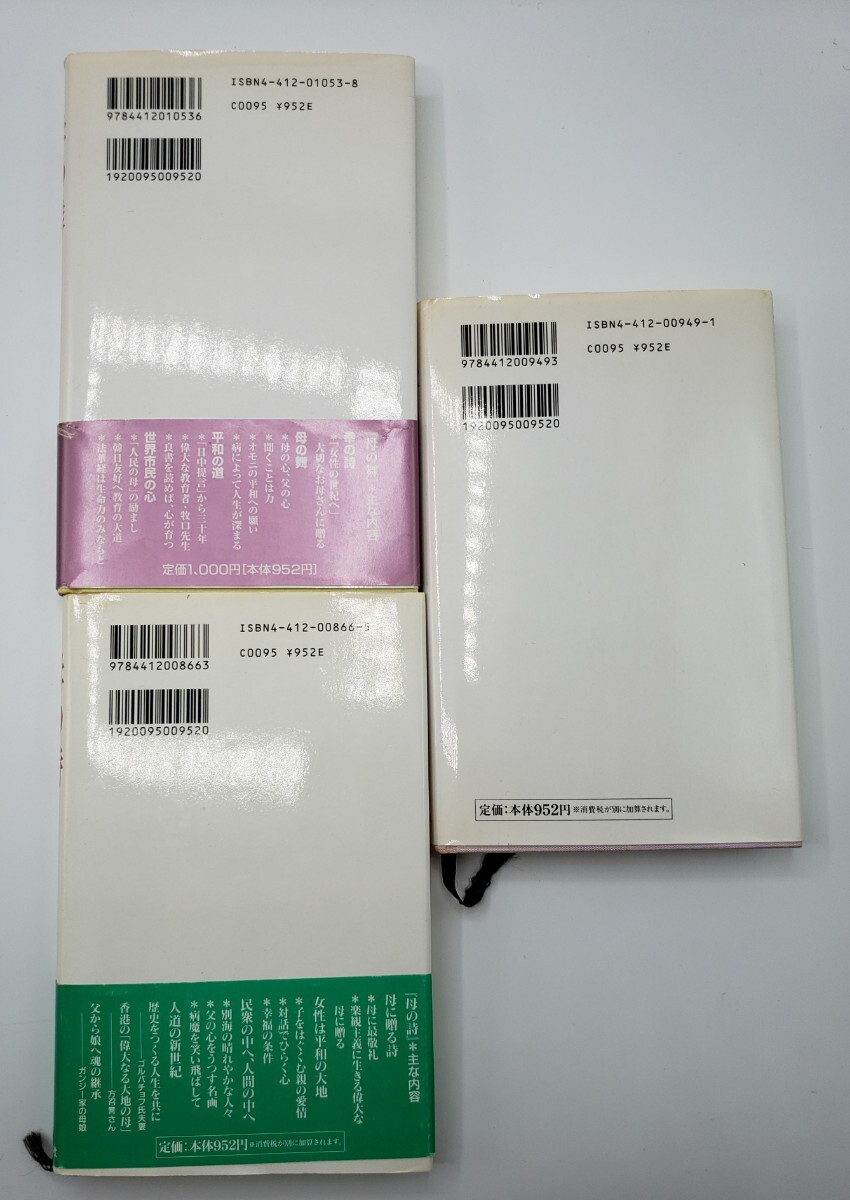 ISBN4-412-01053-8
C0095 ¥952E
9784412010536
1920095009520
『母の舞』*主な内容
季の詩
*「女性の世紀へ」
大切なお母さんに贈る
母の舞
*母の心、父の心
*聞くことは力
*オモニの平和への願い
*病によって人生が深まる
平和の道
*「日中提言」から三十年
*偉大な教育者・牧口先生
*良書を読めば、心が育つ
世界市民の心
*「人民の母」の励まし
*韓日友好へ教育の大道
*法華経は生命力のみなもと
定価1,000円[本体952円]
ISBN4-412-00949-1
C0095 ¥952E
9784412009493
1920095009520
定価:本体952円 ※消費税が別に加算されます。
ISBN4-412-00866-5
C0095 ¥952E
9784412008663
1920095009520
『母の詩』*主な内容
母に贈る詩
*母に最敬礼
*楽観主義に生きる偉大な
母に贈る
女性は平和の大地
*子をはぐくむ親の愛情
*対話でひらく心
*幸福の条件
民衆の中へ、人間の中へ
*別海の晴れやかな人々
*父の心をうつす名画
*病魔を笑い飛ばして
人道の新世紀
歴史をつくる人生を共に
――ゴルバチョフ氏夫妻
香港の「偉大なる大地の母」
――方召麐さん
父から娘へ魂の継承
――ガンジー家の母娘
定価:本体952円 ※消費税が別に加算されます。